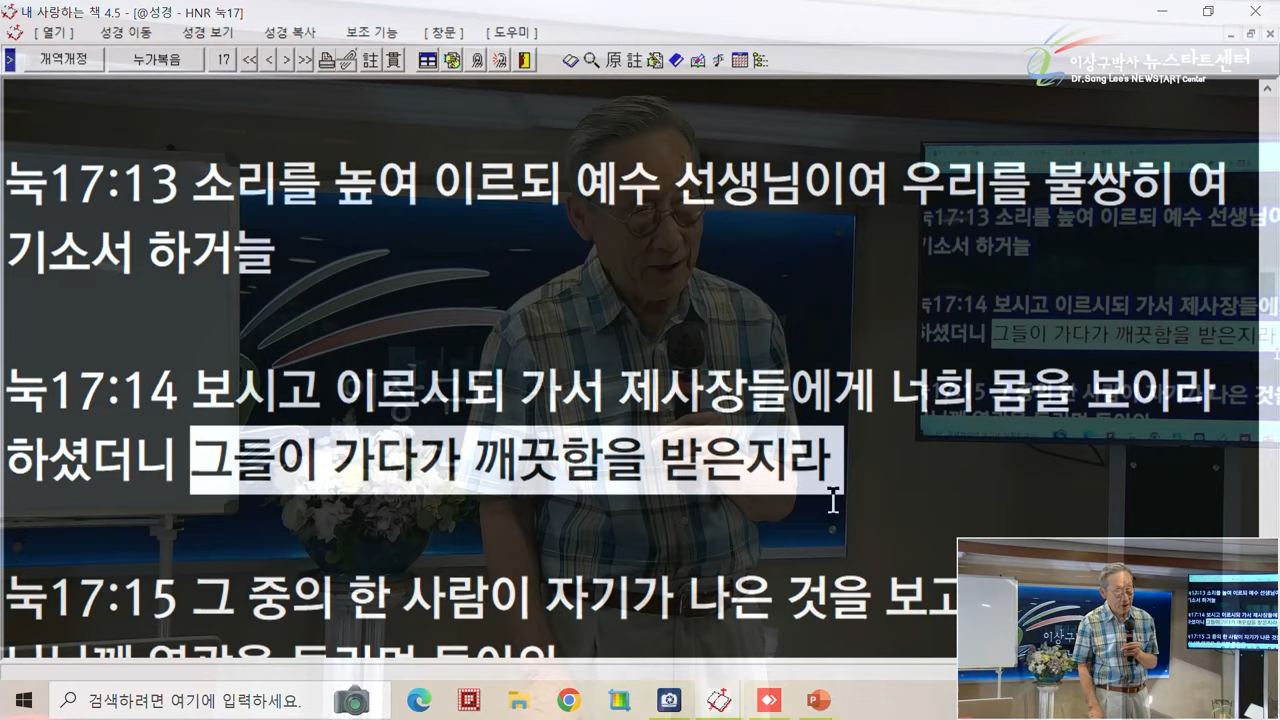 내 사랑하는 책 4.5 - [@성경 - HNR 눅17]
[ 열기 ] 성경 이동 성경 보기 성경 복사 보조 기능 [ 창문 ] [ 도우미 ]
개역개정 누가복음 17 << < > >> 註 貫 原 註
이상구박사 뉴스타트센터
Dr.Sang Lee's NEWSTART Center
눅17:13 소리를 높여 이르되 예수 선생님이여 우리를 불쌍히 여
기소서 하거늘
눅17:14 보시고 이르시되 가서 제사장들에게 너희 몸을 보이라
하셨더니 그들이 가다가 깨끗함을 받은지라
눅17:15 그 중의 한 사람이 자기가 나은 것을 보고
눅17:13 소리를 높여 이르되 예수 선생님이
기소서 하거늘
눅17:14 보시고 이르시되 가서 제사장들에
하셨더니 그들이 가다가 깨끗함을 받은지라
검색하려면 여기에 입력하세요.